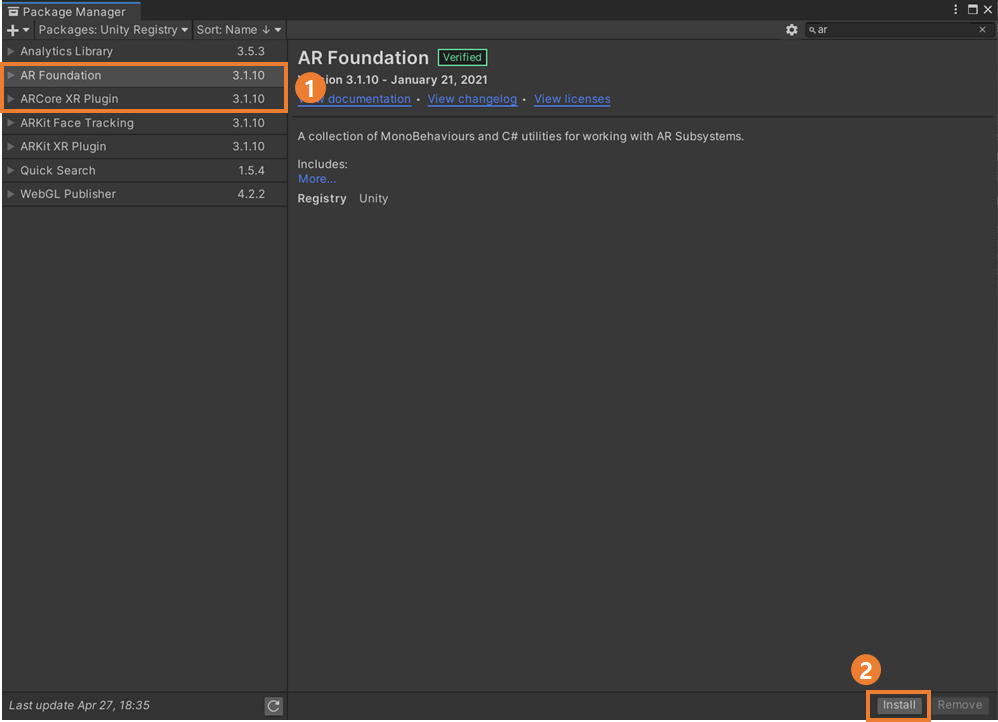 Package Manager
Packages: Unity Registry Sort: Name ↓ ar
Analytics Library 3.5.3
AR Foundation 3.1.10
ARCore XR Plugin 3.1.10
ARKit Face Tracking 3.1.10
ARKit XR Plugin 3.1.10
Quick Search 1.5.4
WebGL Publisher 4.2.2
AR Foundation Verified
1
ion 3.1.10 - January 21, 2021
documentation • View changelog • View licenses
A collection of MonoBehaviours and C# utilities for working with AR Subsystems.
Includes:
More...
Registry Unity
2
Last update Apr 27, 18:35
Install Remove